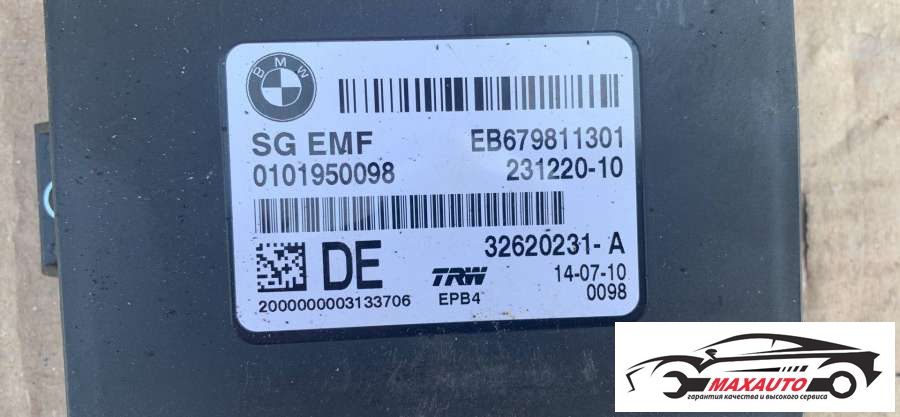 BMW
SG EMF EB679811301
0101950098 231220-10
32620231- A
DE TRW 14-07-10
2000000003133706 EPB4 0098
MAXAUTO
гарантия качества и высокого сервиса